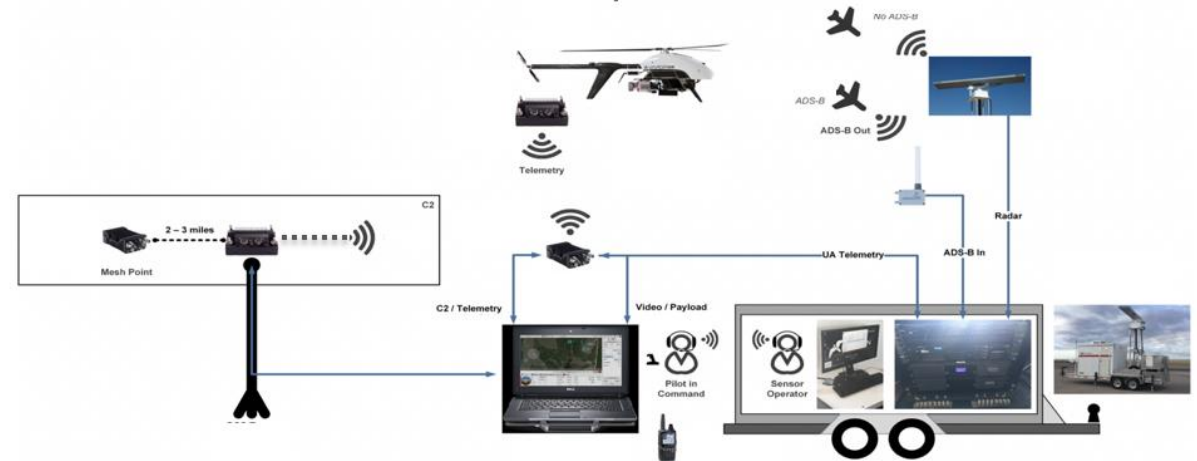 No ADS-B
ADS-B
ADS-B Out
Telemetry
C2
2 – 3 miles
Mesh Point
Radar
UA Telemetry
ADS-B In
C2 / Telemetry
Video / Payload
Pilot in
Command
Sensor
Operator